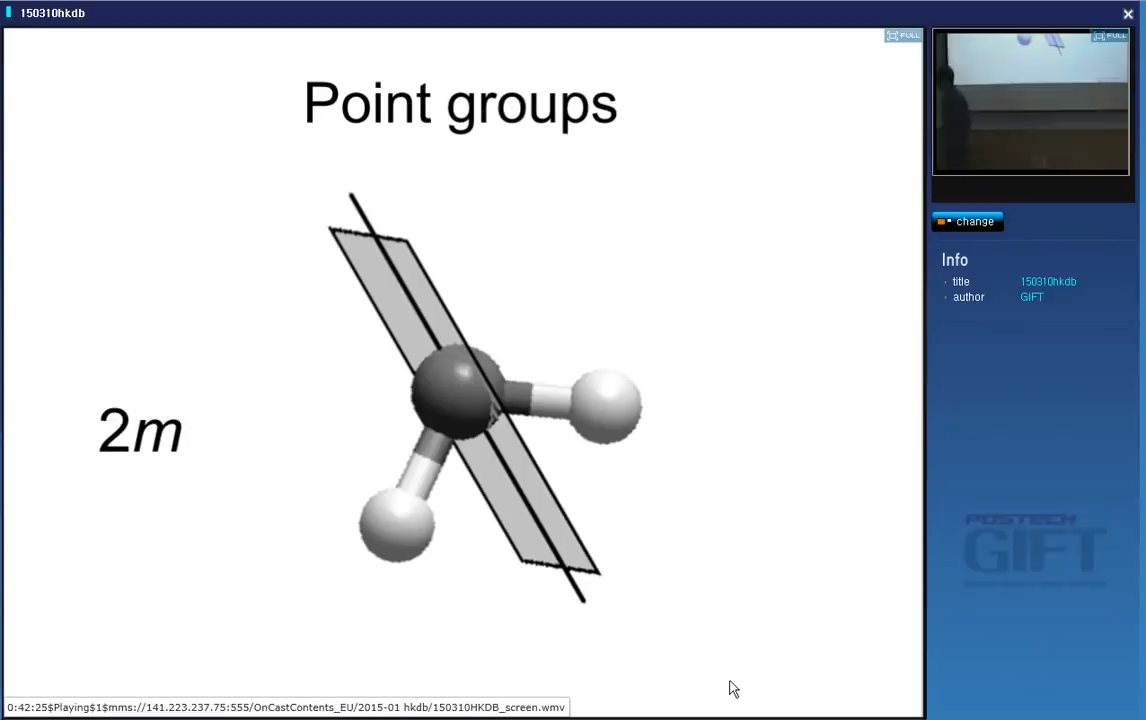 150310hkdb
FULL
FULL
Point groups
change
Info
title 150310hkdb
author GIFT
2m
POSTECH
GIFT
0:42:25$Playing$1$mms://141.223.237.75:555/OnCastContents_EU/2015-01 hkdb/150310HKDB_screen.wmv